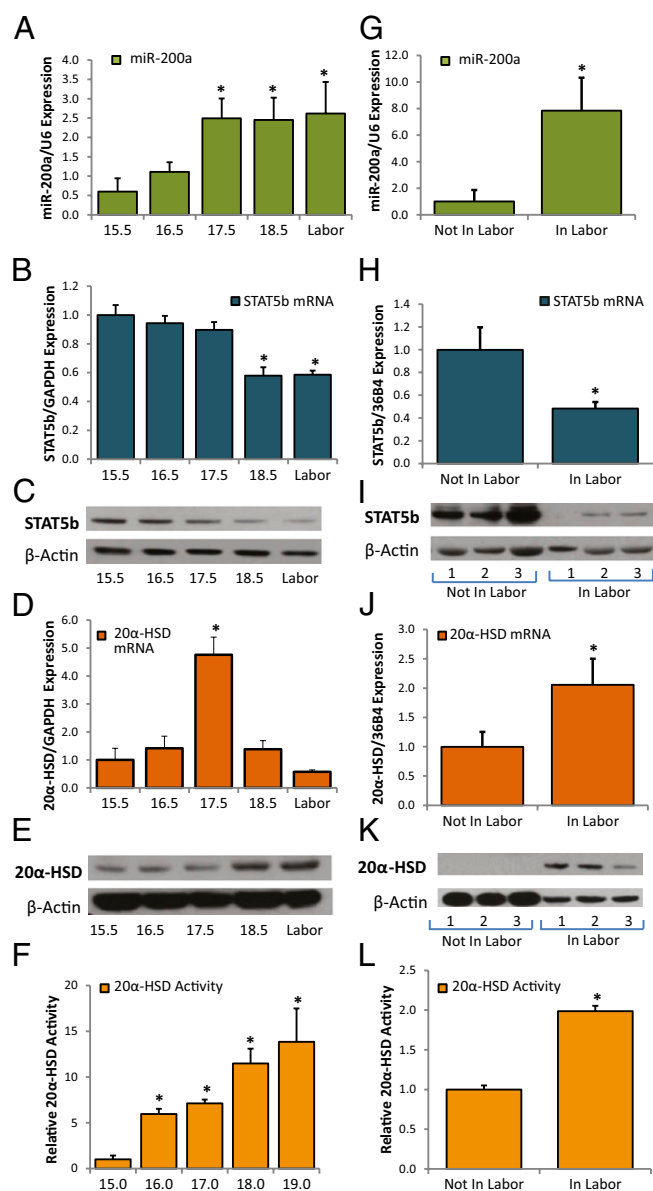 A
miR-200a
miR-200a/U6 Expression
4.0
3.5
3.0
2.5
2.0
1.5
1.0
0.5
0.0
* * *
15.5 16.5 17.5 18.5 Labor
B
STAT5b mRNA
STAT5b/GAPDH Expression
1.2
1.0
0.8
0.6
0.4
0.2
0.0
* *
15.5 16.5 17.5 18.5 Labor
C
STAT5b
β-Actin
15.5 16.5 17.5 18.5 Labor
D
20α-HSD
mRNA
20α-HSD/GAPDH Expression
6.0
5.0
4.0
3.0
2.0
1.0
0.0
*
15.5 16.5 17.5 18.5 Labor
E
20α-HSD
β-Actin
15.5 16.5 17.5 18.5 Labor
F
20α-HSD Activity
Relative 20α-HSD Activity
20
15
10
5
0
* * * *
15.0 16.0 17.0 18.0 19.0
G
miR-200a
miR-200a/U6 Expression
12.0
10.0
8.0
6.0
4.0
2.0
0.0
*
Not In Labor In Labor
H
STAT5b mRNA
STAT5b/36B4 Expression
1.4
1.2
1.0
0.8
0.6
0.4
0.2
0.0
*
Not In Labor In Labor
I
STAT5b
β-Actin
1 2 3 1 2 3
Not In Labor In Labor
J
20α-HSD mRNA
20α-HSD/36B4 Expression
3.0
2.5
2.0
1.5
1.0
0.5
0.0
*
Not In Labor In Labor
K
20α-HSD
β-Actin
1 2 3 1 2 3
Not In Labor In Labor
L
20α-HSD Activity
Relative 20α-HSD Activity
2.5
2.0
1.5
1.0
0.5
0.0
*
Not In Labor In Labor